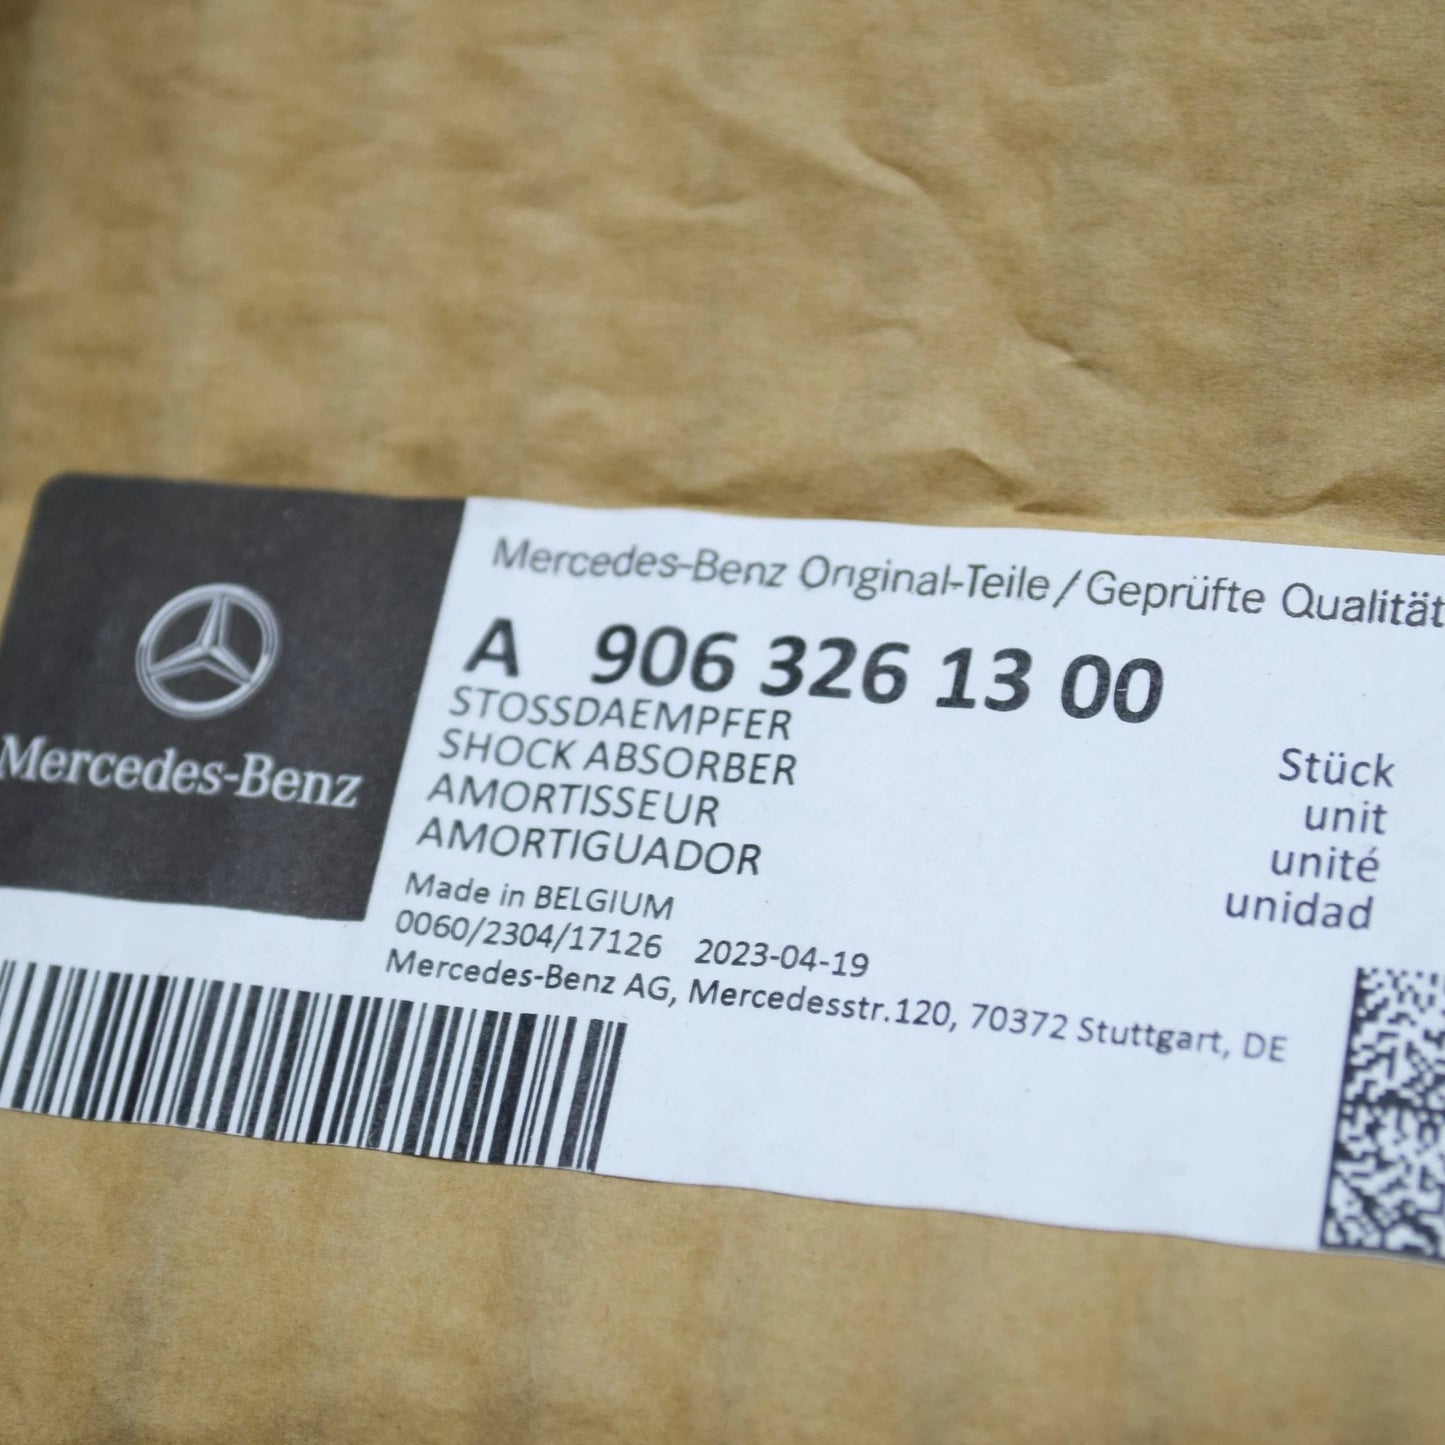 Mercedes-Benz
Mercedes-Benz Original-Teile / Geprüfte Qualität
A 906 326 13 00
STOSSDAEMPFER
SHOCK ABSORBER
AMORTISSEUR
AMORTIGUADOR
Stück
unit
unité
unidad
Made in BELGIUM
0060/2304/17126 2023-04-19
Mercedes-Benz AG, Mercedesstr.120, 70372 Stuttgart, DE